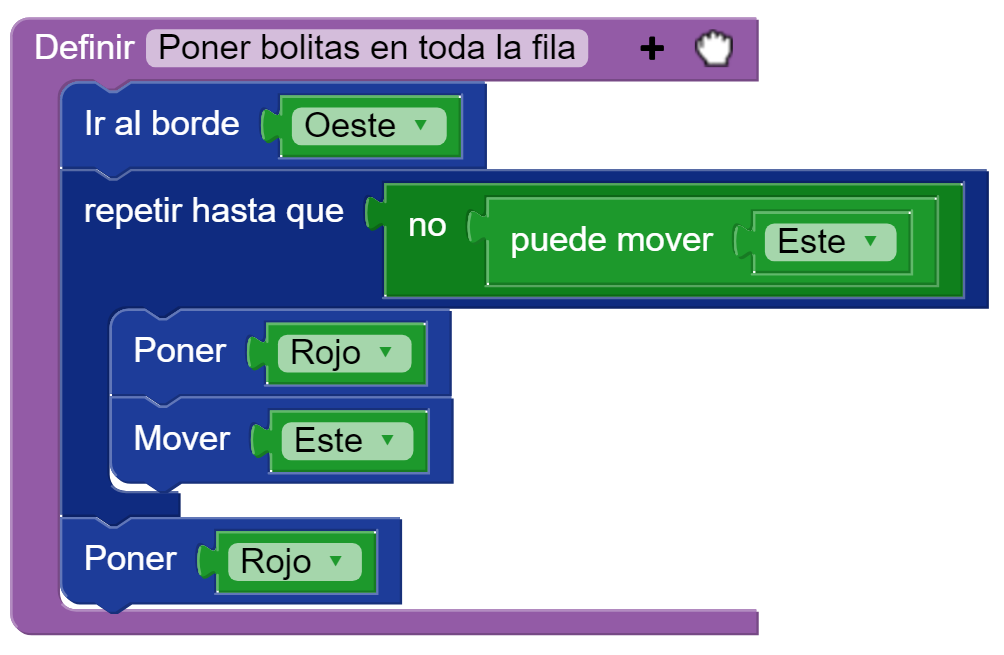 Definir Poner bolitas en toda la fila +
Ir al borde Oeste
repetir hasta que no puede mover Este
Poner Rojo
Mover Este
Poner Rojo